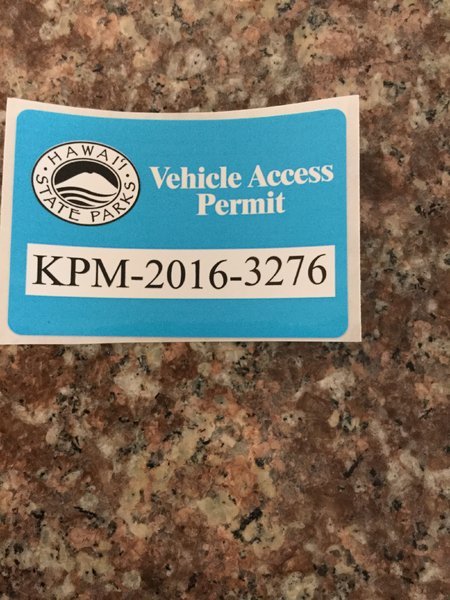 HAWAI'I
STATE PARKS
Vehicle Access
Permit
KPM-2016-3276